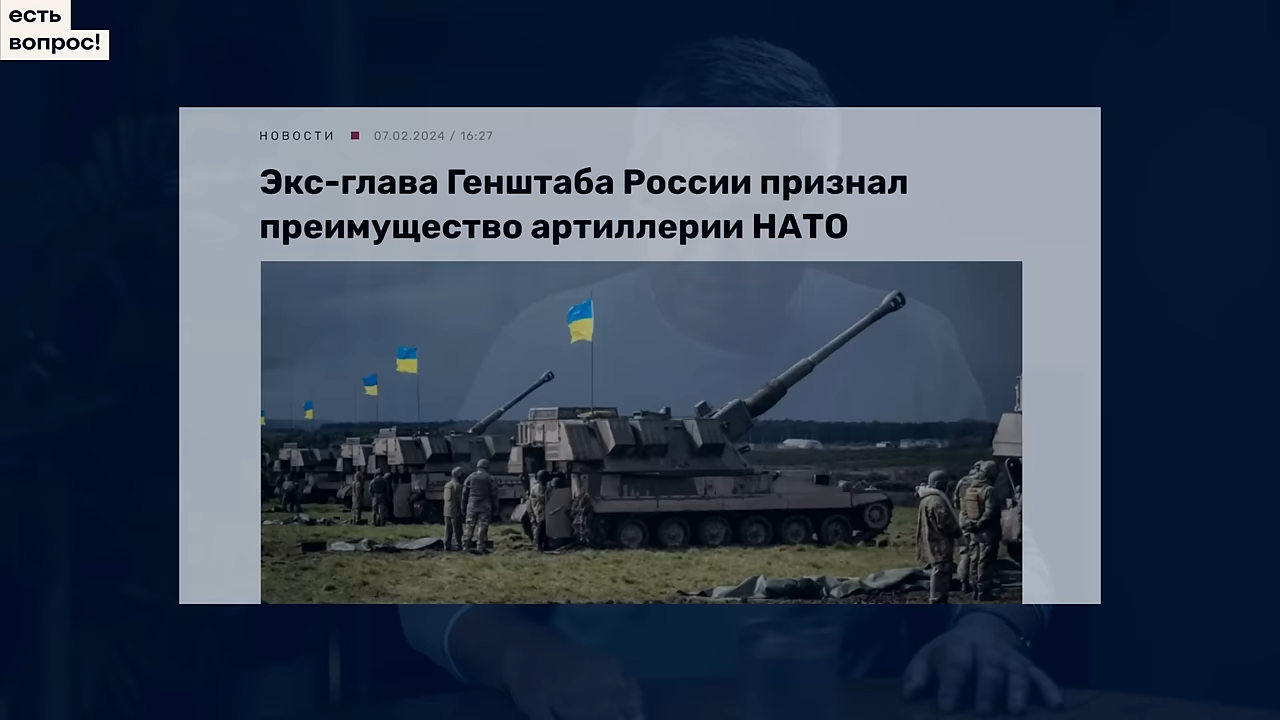 есть
вопрос!
НОВОСТИ 07.02.2024 / 16:27
Экс-глава Генштаба России признал
преимущество артиллерии НАТО